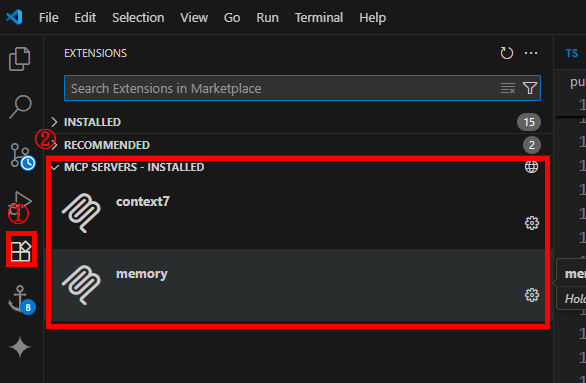 File Edit Selection View Go Run Terminal Help
EXTENSIONS
TS
Search Extensions in Marketplace
pu
INSTALLED 15
②
RECOMMENDED 2
MCP SERVERS - INSTALLED
context7
①
memory
mem
Hold
8